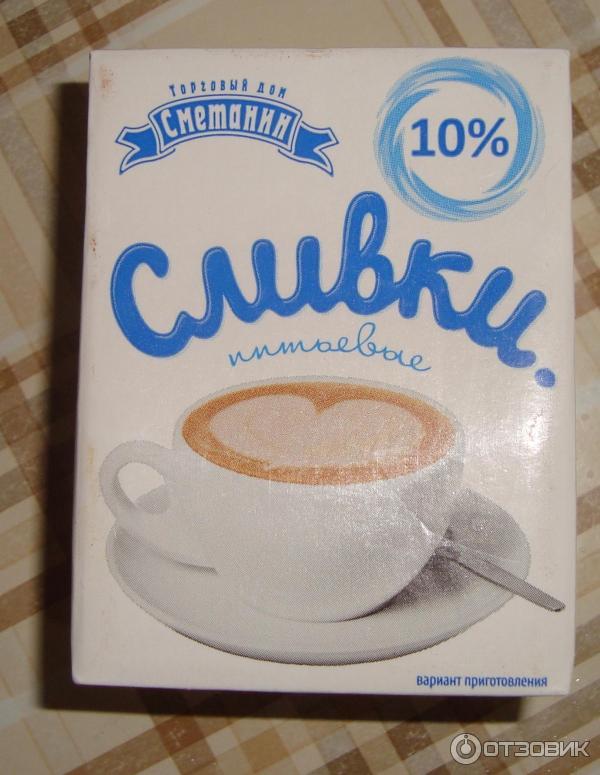 Торговый дом
Сметанин
10%
Сливки.
питьевые
вариант приготовления
ОТЗОВИК